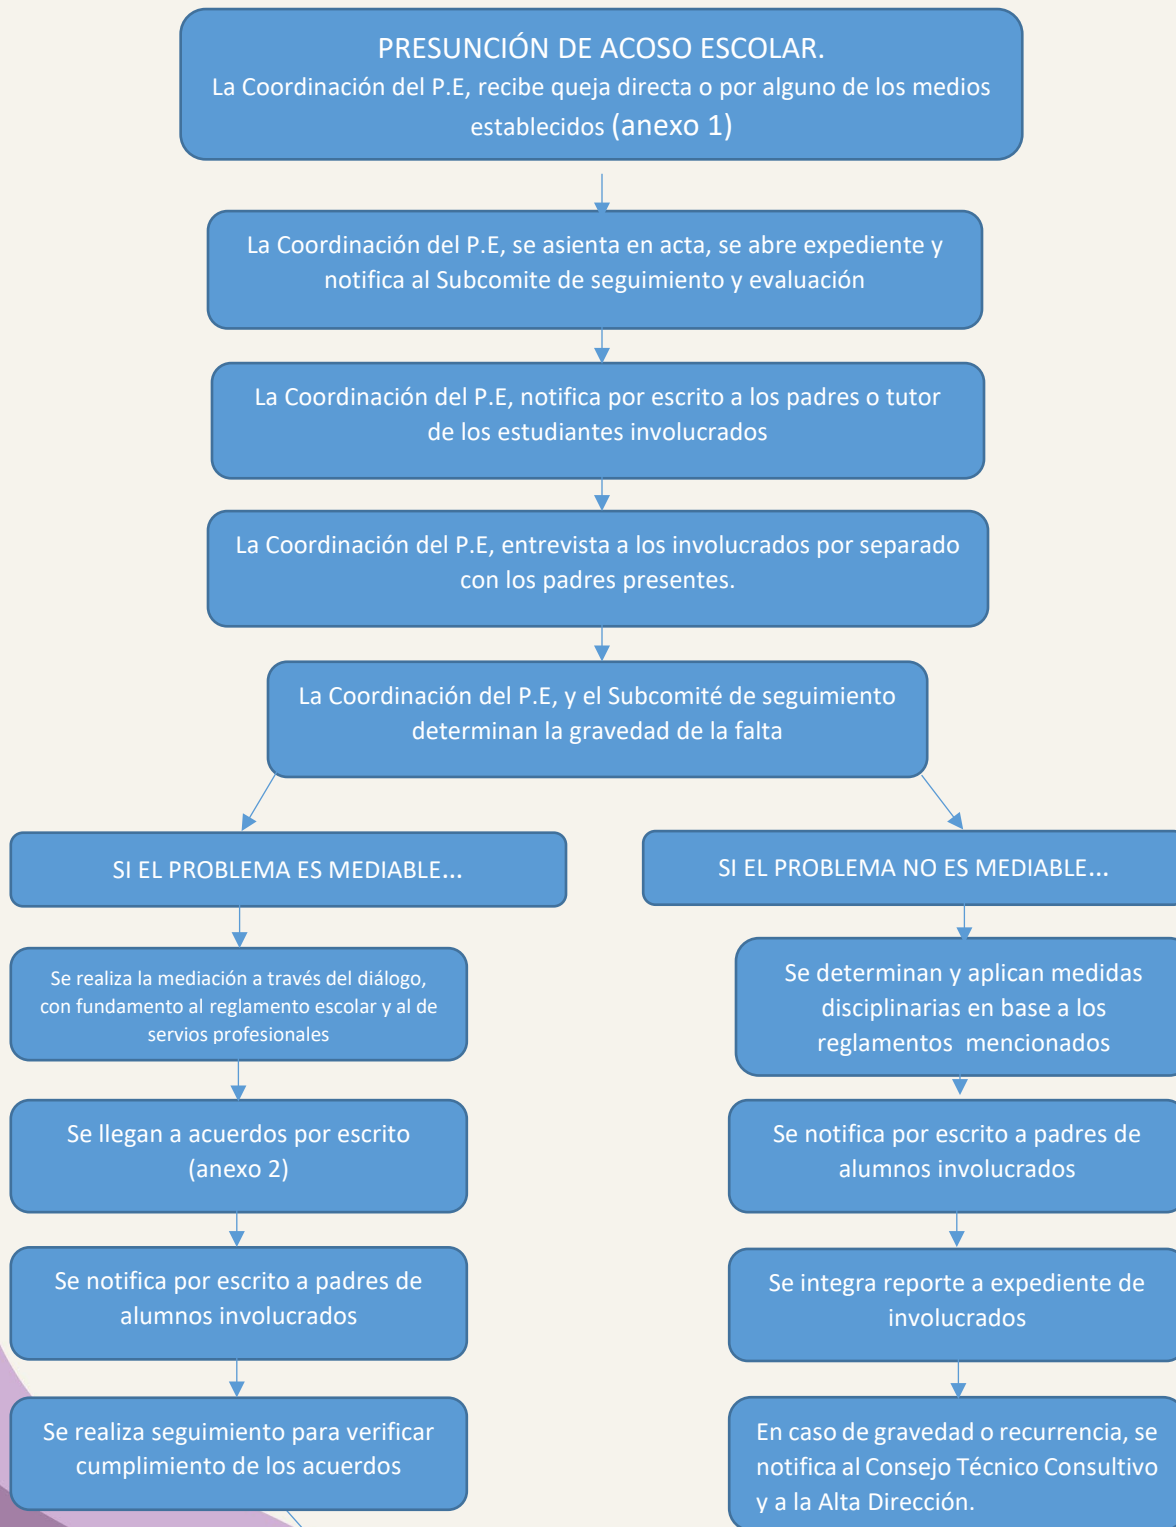 PRESUNCIÓN DE ACOSO ESCOLAR.
La Coordinación del P.E, recibe queja directa o por alguno de los medios
establecidos (anexo 1)
La Coordinación del P.E, se asienta en acta, se abre expediente y
notifica al Subcomite de seguimiento y evaluación
La Coordinación del P.E, notifica por escrito a los padres o tutor
de los estudiantes involucrados
La Coordinación del P.E, entrevista a los involucrados por separado
con los padres presentes.
La Coordinación del P.E, y el Subcomité de seguimiento
determinan la gravedad de la falta
SI EL PROBLEMA ES MEDIABLE...
Se realiza la mediación a través del diálogo,
con fundamento al reglamento escolar y al de
servios profesionales
Se llegan a acuerdos por escrito
(anexo 2)
Se notifica por escrito a padres de
alumnos involucrados
Se realiza seguimiento para verificar
cumplimiento de los acuerdos
SI EL PROBLEMA NO ES MEDIABLE...
Se determinan y aplican medidas
disciplinarias en base a los
reglamentos mencionados
Se notifica por escrito a padres de
alumnos involucrados
Se integra reporte a expediente de
involucrados
En caso de gravedad o recurrencia, se
notifica al Consejo Técnico Consultivo
y a la Alta Dirección.